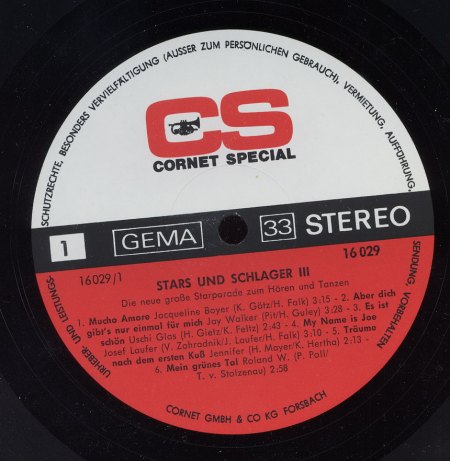 SCHUTZRECHTE, BESONDERS VERVIELFÄLTIGUNG (AUSSER ZUM PERSÖNLICHEN GEBRAUCH), VERMIETUNG, AUFFÜHRUNG,
CS
CORNET SPECIAL
1 GEMA 33 STEREO
16029/1 16 029
STARS UND SCHLAGER III
Die neue große Starparade zum Hören und Tanzen
1. Mucho Amore Jacqueline Boyer (K. Götz/H. Falk) 3:15 - 2. Aber dich
gibt's nur einmal für mich Jay Walker (Pit/H. Guley) 3:28 - 3. Es ist
schön Uschi Glas (H. Gietz/K. Feltz) 2:43 - 4. My Name is Joe
Josef Laufer (V. Zahradnik/J. Laufer/H. Falk) 3:10 - 5. Träume
nach dem ersten Kuß Jennifer (H. Mayer/K. Hertha) 2:13 -
6. Mein grünes Tal Roland W. (P. Poll/
T. v. Stolzenau) 2:58
URHEBER- UND LEISTUNGS-
SENDUNG VORBEHALTEN
CORNET GMBH & CO KG FORSBACH